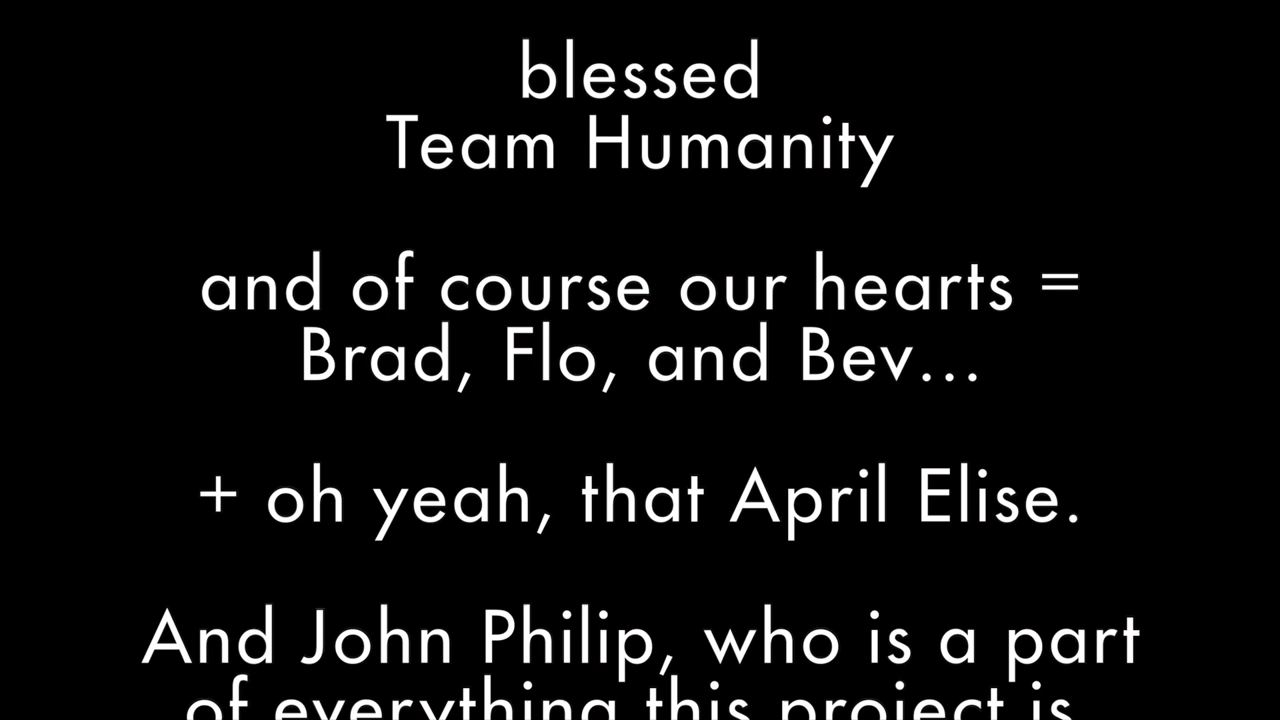 blessed
Team Humanity
and of course our hearts =
Brad, Flo, and Bev...
+ oh yeah, that April Elise.
And John Philip, who is a part
of everything this project is